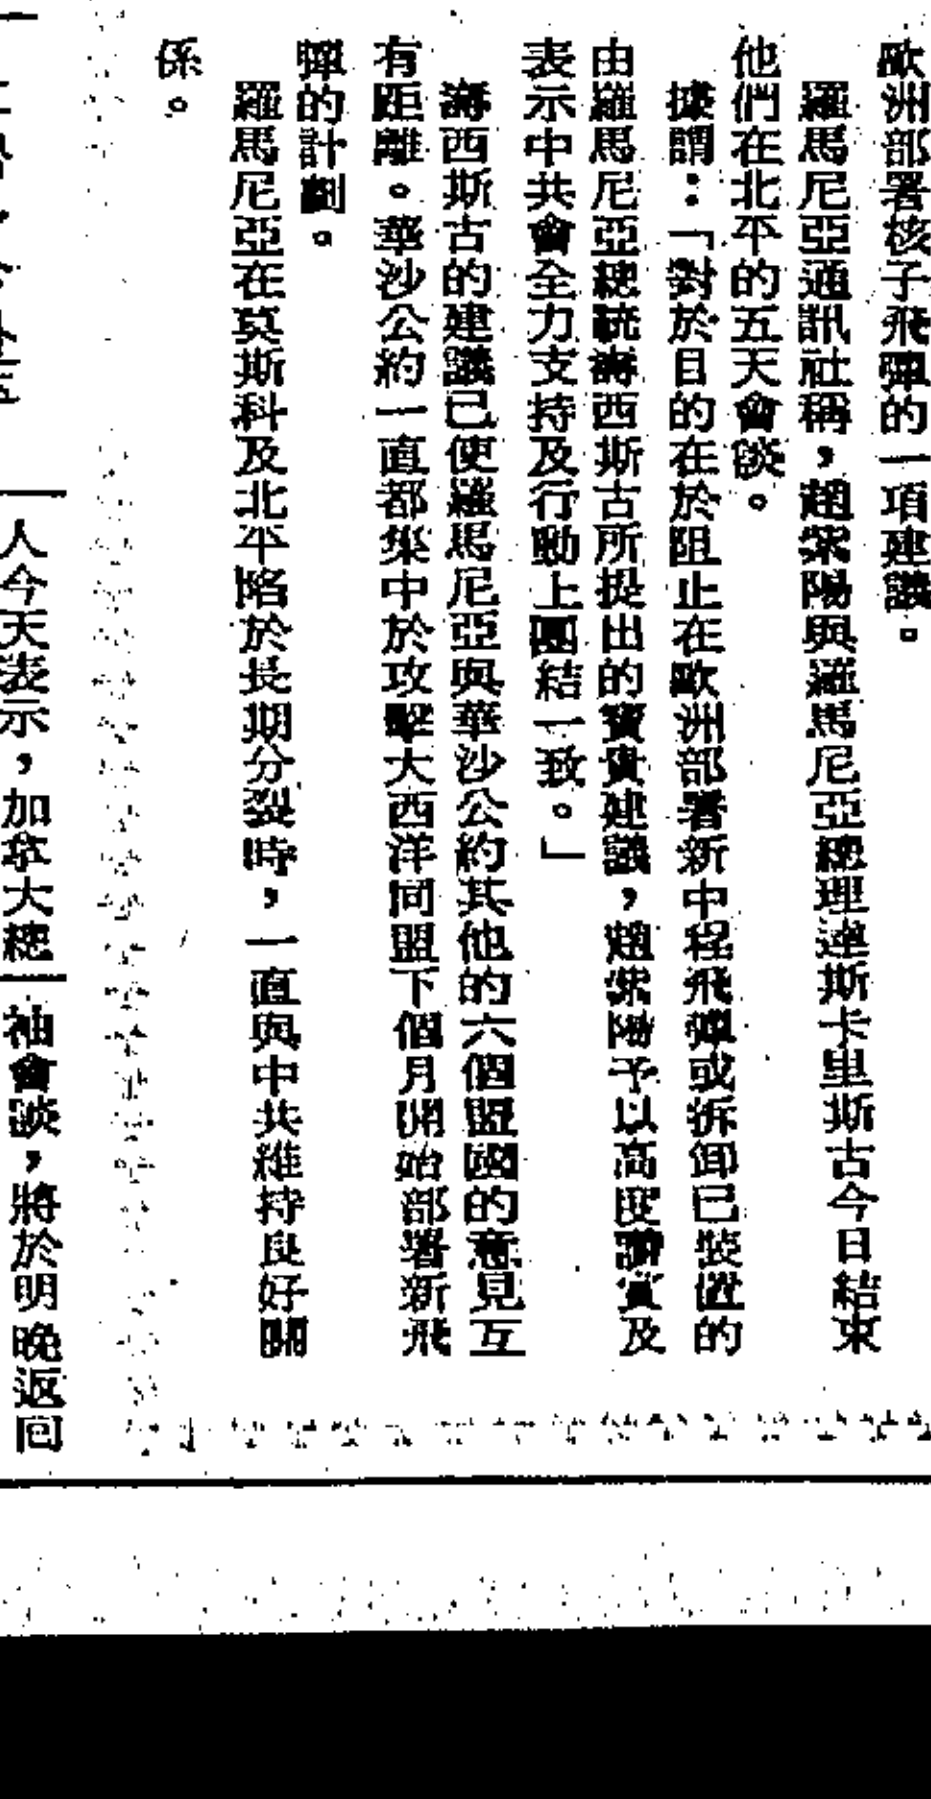 歐洲部署核子飛彈的一項建議。
羅馬尼亞通訊社稱，趙紫陽與羅馬尼亞總理達斯卡里斯古今日結束
他們在北平的五天會談。
據謂：「對於目的在於阻止在歐洲部署新中程飛彈或拆卸已裝置的
由羅馬尼亞總統壽西斯古所提出的寶貴建議，趙紫陽予以高度讚賞及
表示中共會全力支持及行動上團結一致。」
壽西斯古的建議已使羅馬尼亞與華沙公約其他的六個盟國的意見互
有距離。華沙公約一直都集中於攻擊大西洋同盟下個月開始部署新飛
彈的計劃。
羅馬尼亞在莫斯科及北平陷於長期分裂時，一直與中共維持良好關
係。
人今天表示，加拿大總
袖會談，將於明晚返回